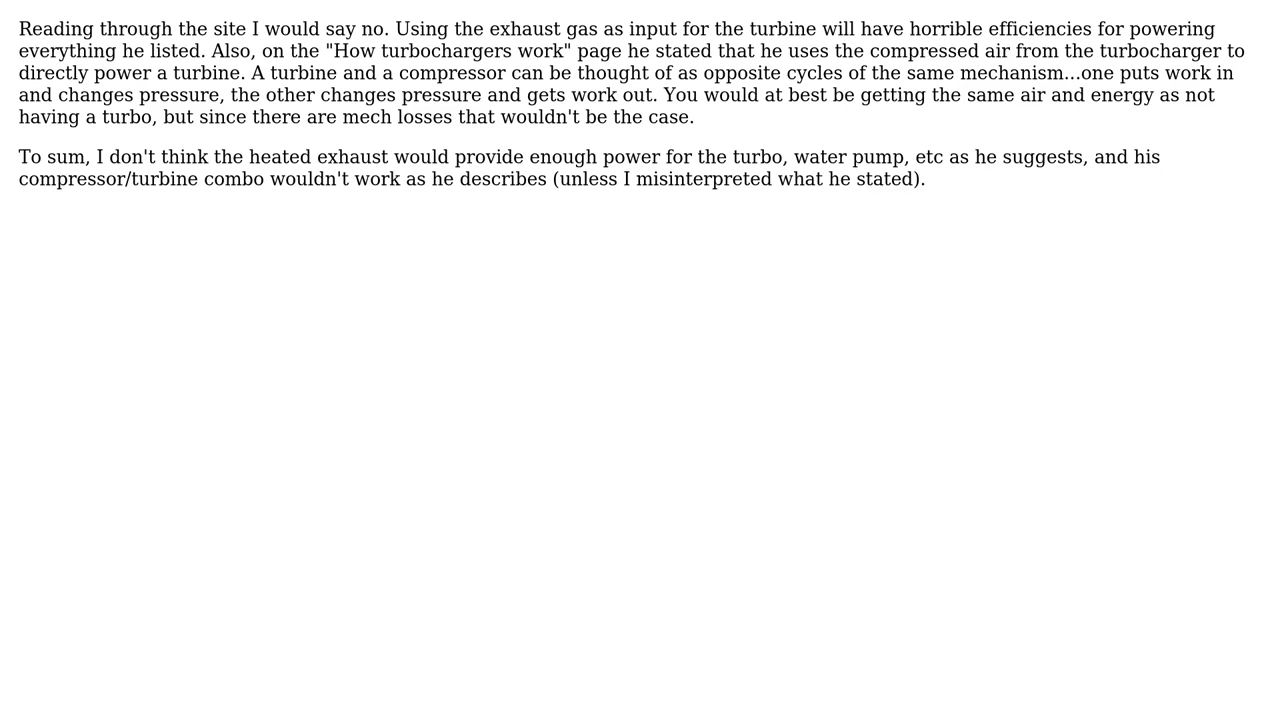 Reading through the site I would say no. Using the exhaust gas as input for the turbine will have horrible efficiencies for powering
everything he listed. Also, on the "How turbochargers work" page he stated that he uses the compressed air from the turbocharger to
directly power a turbine. A turbine and a compressor can be thought of as opposite cycles of the same mechanism...one puts work in
and changes pressure, the other changes pressure and gets work out. You would at best be getting the same air and energy as not
having a turbo, but since there are mech losses that wouldn't be the case.
To sum, I don't think the heated exhaust would provide enough power for the turbo, water pump, etc as he suggests, and his
compressor/turbine combo wouldn't work as he describes (unless I misinterpreted what he stated).